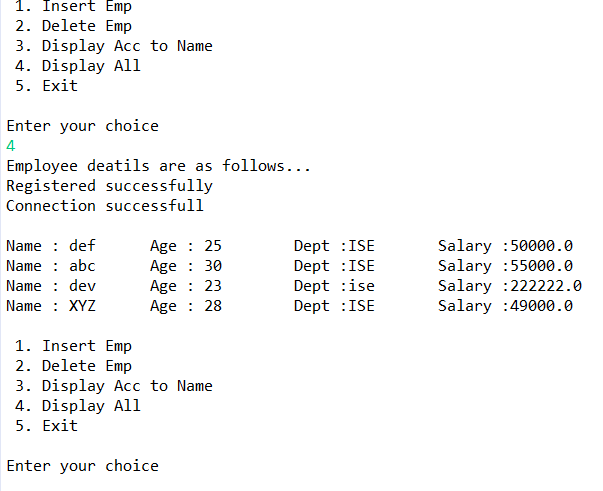 1. Insert Emp
2. Delete Emp
3. Display Acc to Name
4. Display All
5. Exit
Enter your choice
4
Employee deatils are as follows...
Registered successfully
Connection successfull
Name : def Age : 25 Dept :ISE Salary :50000.0
Name : abc Age : 30 Dept :ISE Salary :55000.0
Name : dev Age : 23 Dept :ise Salary :222222.0
Name : XYZ Age : 28 Dept :ISE Salary :49000.0
1. Insert Emp
2. Delete Emp
3. Display Acc to Name
4. Display All
5. Exit
Enter your choice